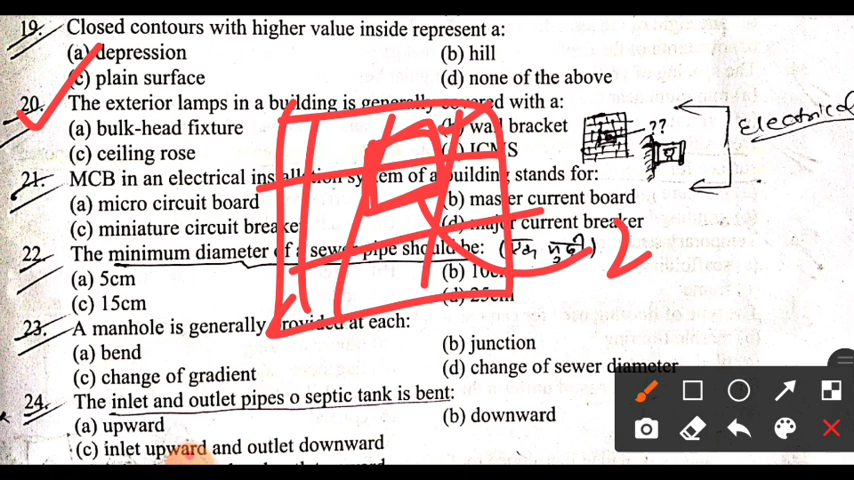 19. Closed contours with higher value inside represent a:
(a) depression (b) hill
(c) plain surface (d) none of the above
20. The exterior lamps in a building is generally covered with a:
(a) bulk-head fixture (b) wall bracket ??
Electrical
(c) ceiling rose JCMS
21. MCB in an electrical installation system of a building stands for:
(a) micro circuit board (b) master current board
(c) miniature circuit breaker (d) major current breaker
22. The minimum diameter of a sewer pipe should be:
(a) 5cm (b) 10cm 2
(c) 15cm (d) 25cm
23. A manhole is generally provided at each:
(a) bend (b) junction
(c) change of gradient (d) change of sewer diameter
24. The inlet and outlet pipes o septic tank is bent:
(a) upward (b) downward
(c) inlet upward and outlet downward